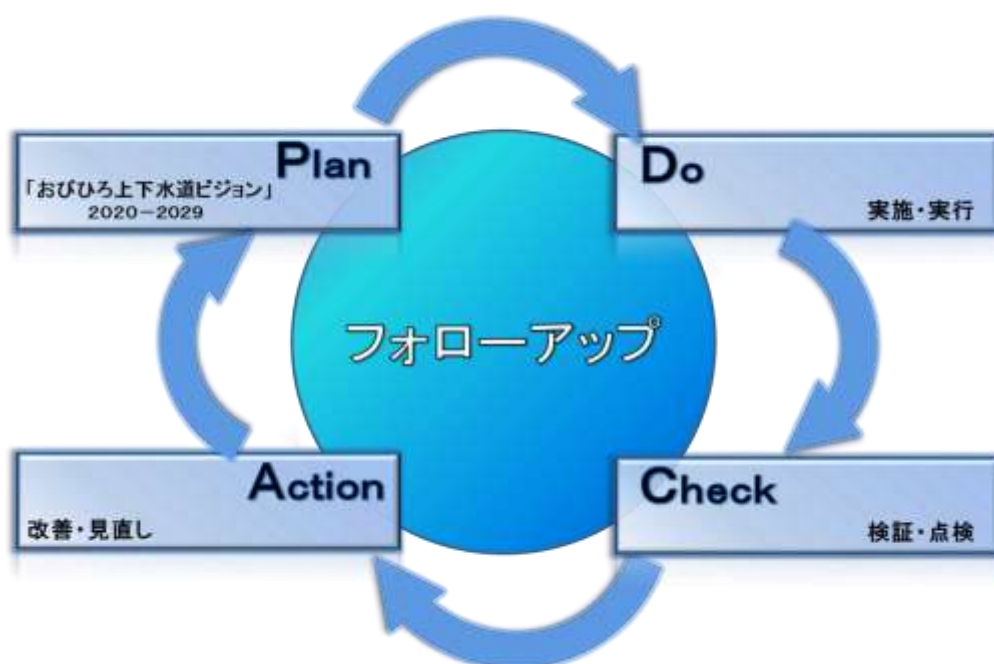 Plan
「おびひろ上下水道ビジョン」
2020－2029
Do
実施・実行
フォローアップ
Action
改善・見直し
Check
検証・点検